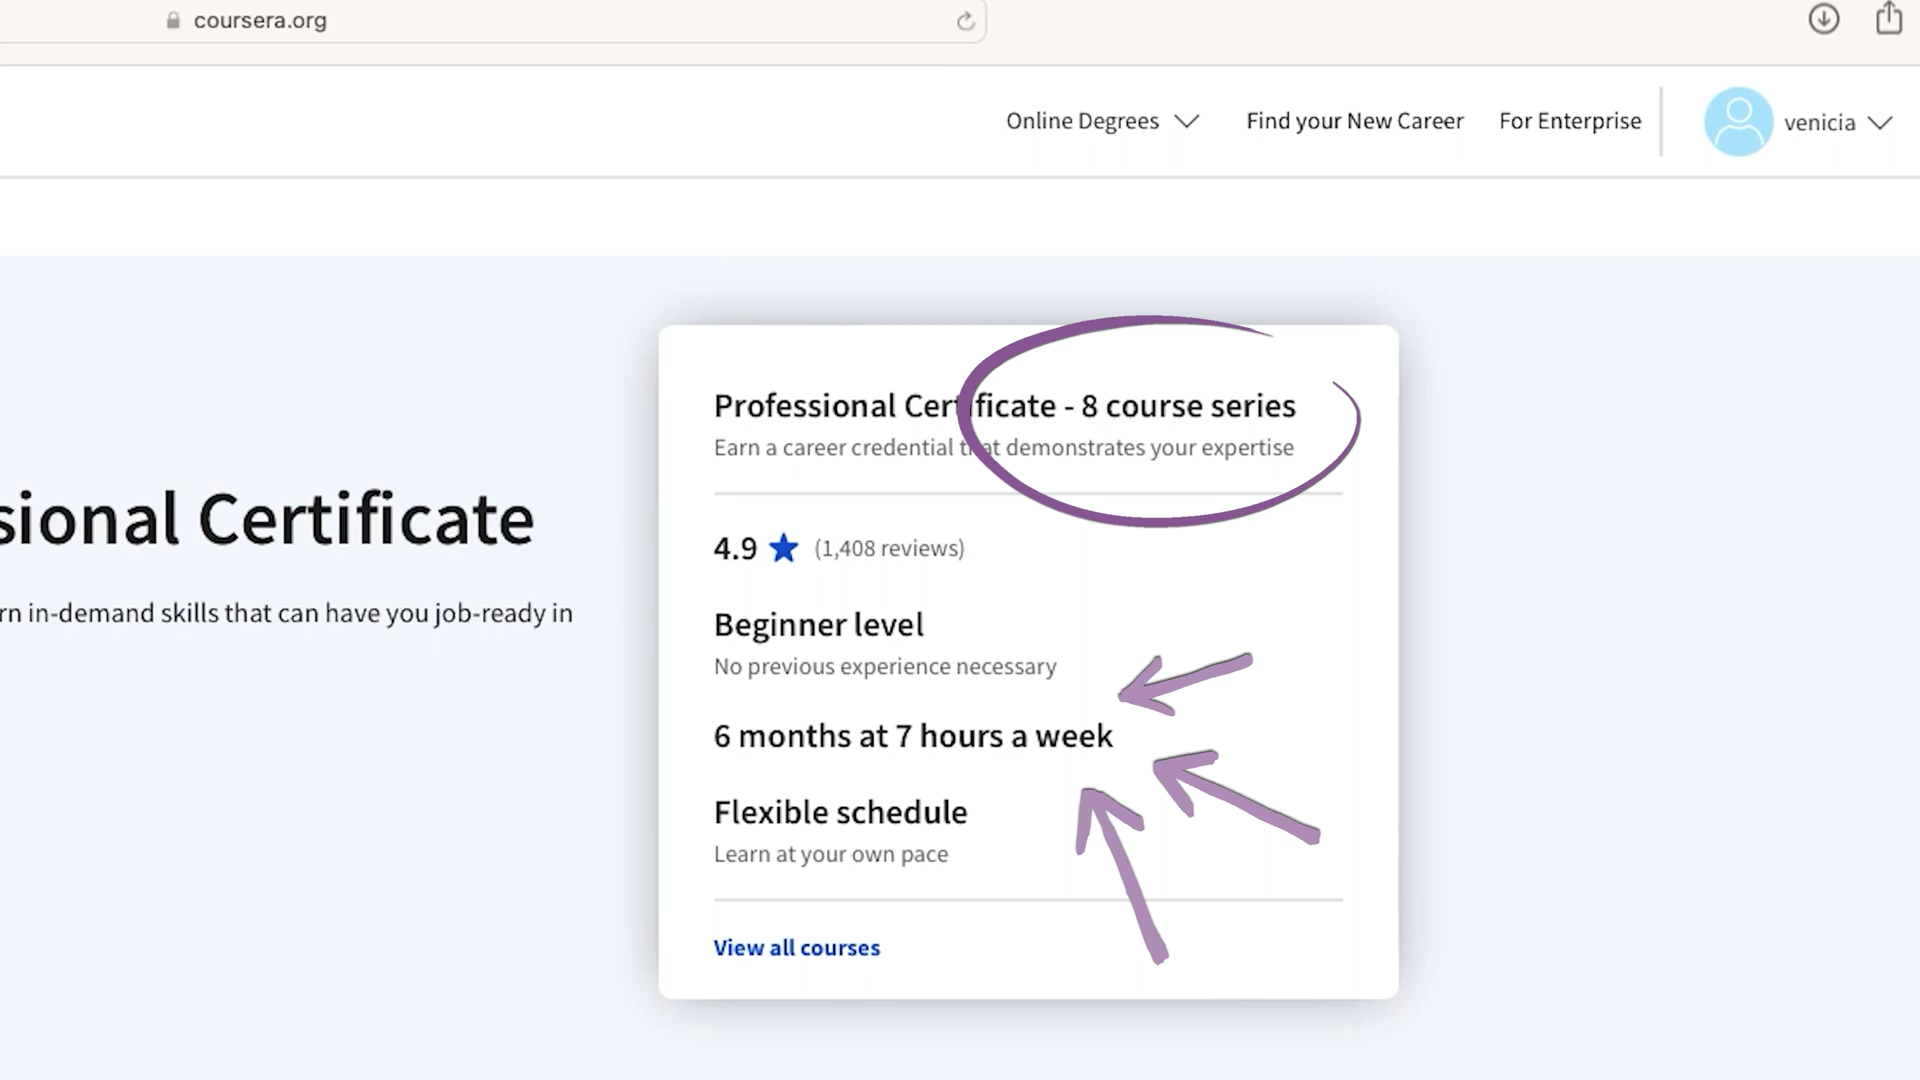 coursera.org
Online Degrees
Find your New Career
For Enterprise
venicia
Professional Certificate - 8 course series
Earn a career credential that demonstrates your expertise
sional Certificate
4.9 ★ (1,408 reviews)
rn in-demand skills that can have you job-ready in
Beginner level
No previous experience necessary
6 months at 7 hours a week
Flexible schedule
Learn at your own pace
View all courses